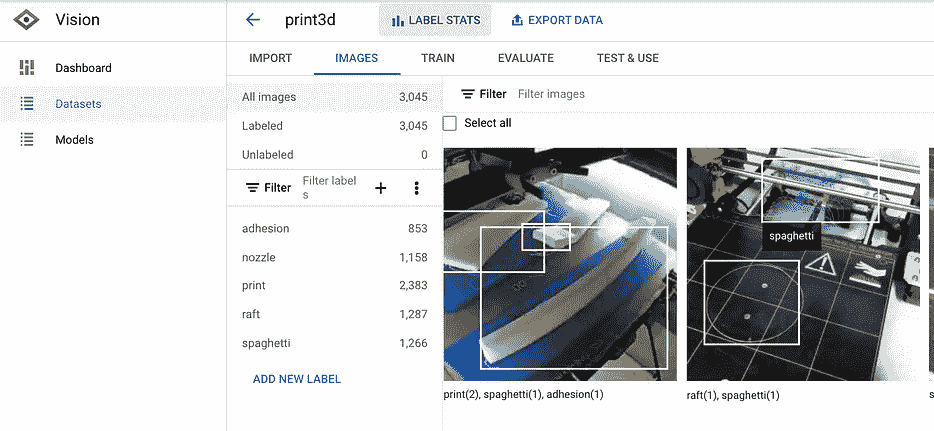 Vision
print3d
LABEL STATS
EXPORT DATA
Dashboard
Datasets
Models
IMPORT
IMAGES
TRAIN
EVALUATE
TEST & USE
All images 3,045
Labeled 3,045
Unlabeled 0
Filter
Filter label
s
adhesion 853
nozzle 1,158
print 2,383
raft 1,287
spaghetti 1,266
ADD NEW LABEL
Filter
Filter images
Select all
spaghetti
print(2), spaghetti(1), adhesion(1)
raft(1), spaghetti(1)
s